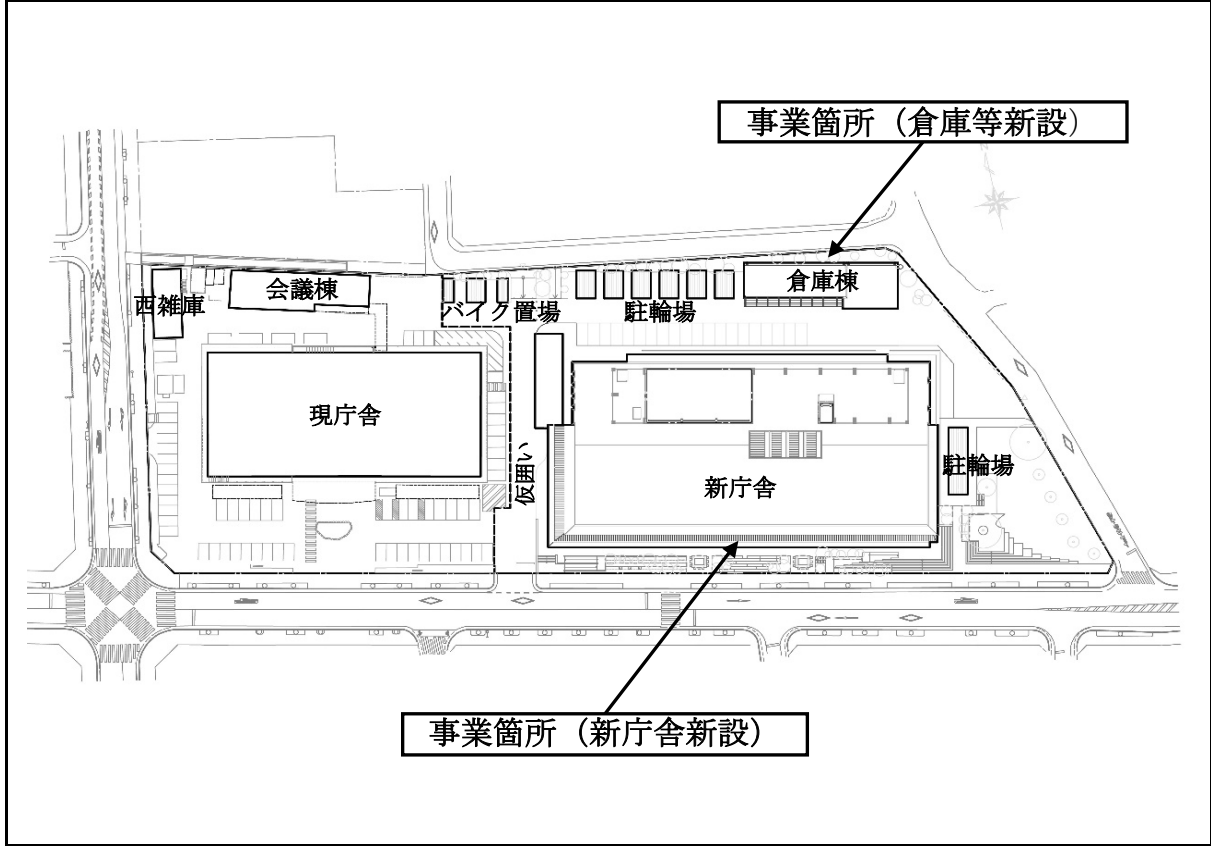 事業箇所（倉庫等新設）
西雑庫
会議棟
バイク置場
駐輪場
倉庫棟
現庁舎
仮囲い
新庁舎
駐輪場
事業箇所（新庁舎新設）